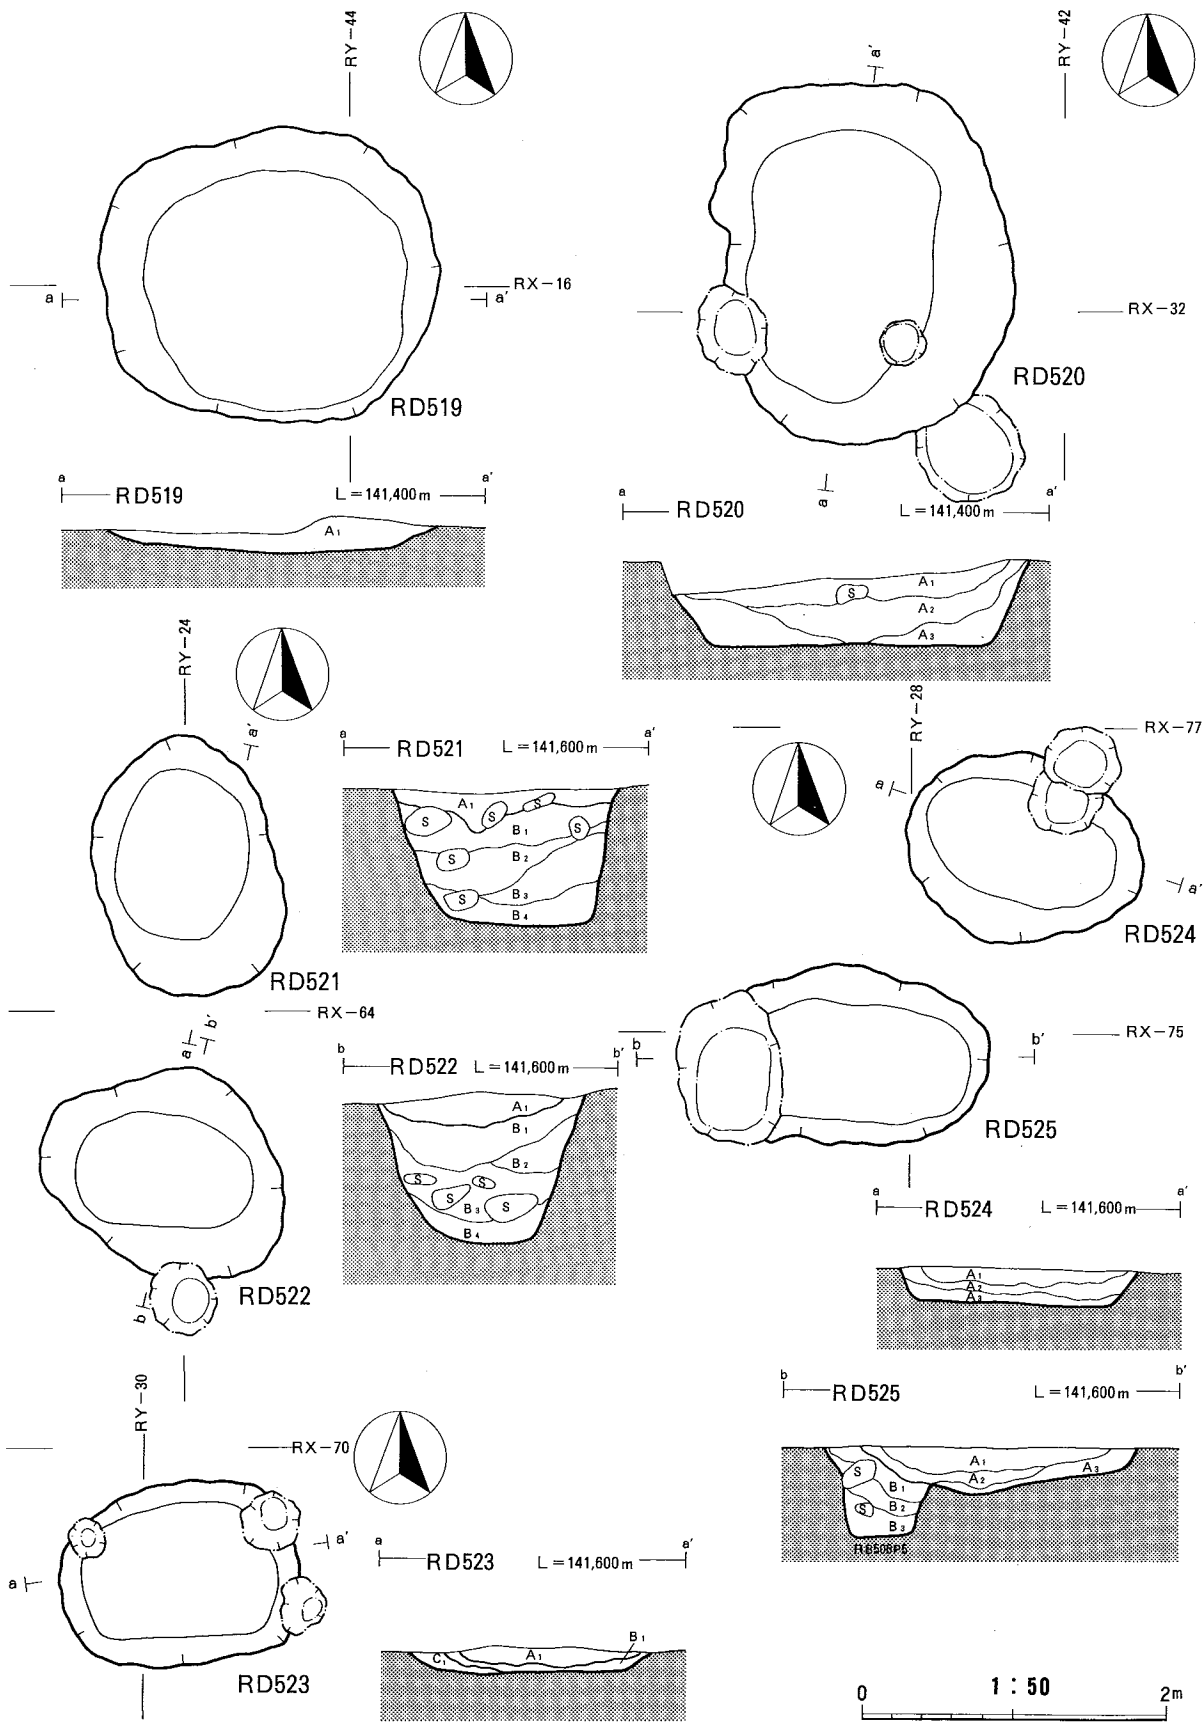 RY-44
a
RX-16
a'
RD519
a
RD519
L=141,400m
a'
A1
RY-42
a'
RX-32
RD520
a
a
RD520
L=141,400m
a'
A1
S
A2
A3
RY-24
a'
RD521
RX-64
a
a
RD521
L=141,600m
a'
A1
S
S
S
S
B1
B2
S
B3
S
B4
b'
RD522
b
b
RD522
L=141,600m
b'
A1
B1
B2
S
S
S
S
B3
B4
RY-28
RX-77
a
a'
RD524
RX-75
b
b'
RD525
a
RD524
L=141,600m
a'
A1
A2
A3
b
RD525
L=141,600m
b'
A1
A2
A3
S
B1
S
B2
B3
RY-30
RX-70
a
a'
RD523
a
RD523
L=141,600m
a'
C1
A1
B1
1:50
0
2m